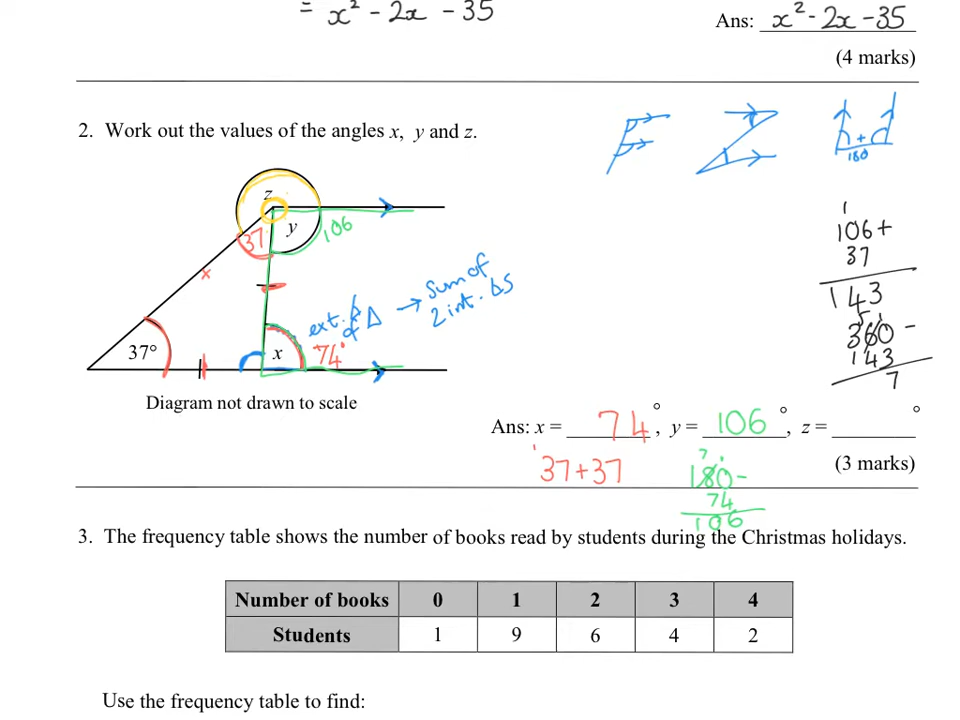 = x² - 2x - 35
Ans: x² - 2x - 35
(4 marks)
2. Work out the values of the angles x, y and z.
h + d
180
z
37
y
106
1
106+
37
143
ext. ∠ of Δ → Sum of 2 int. ∠s
37°
x
74°
360 -
143
7
Diagram not drawn to scale
Ans: x = 74°, y = 106°, z = ____°
37+37
180-
74
106
(3 marks)
3. The frequency table shows the number of books read by students during the Christmas holidays.
Number of books 0 1 2 3 4
Students 1 9 6 4 2
Use the frequency table to find: